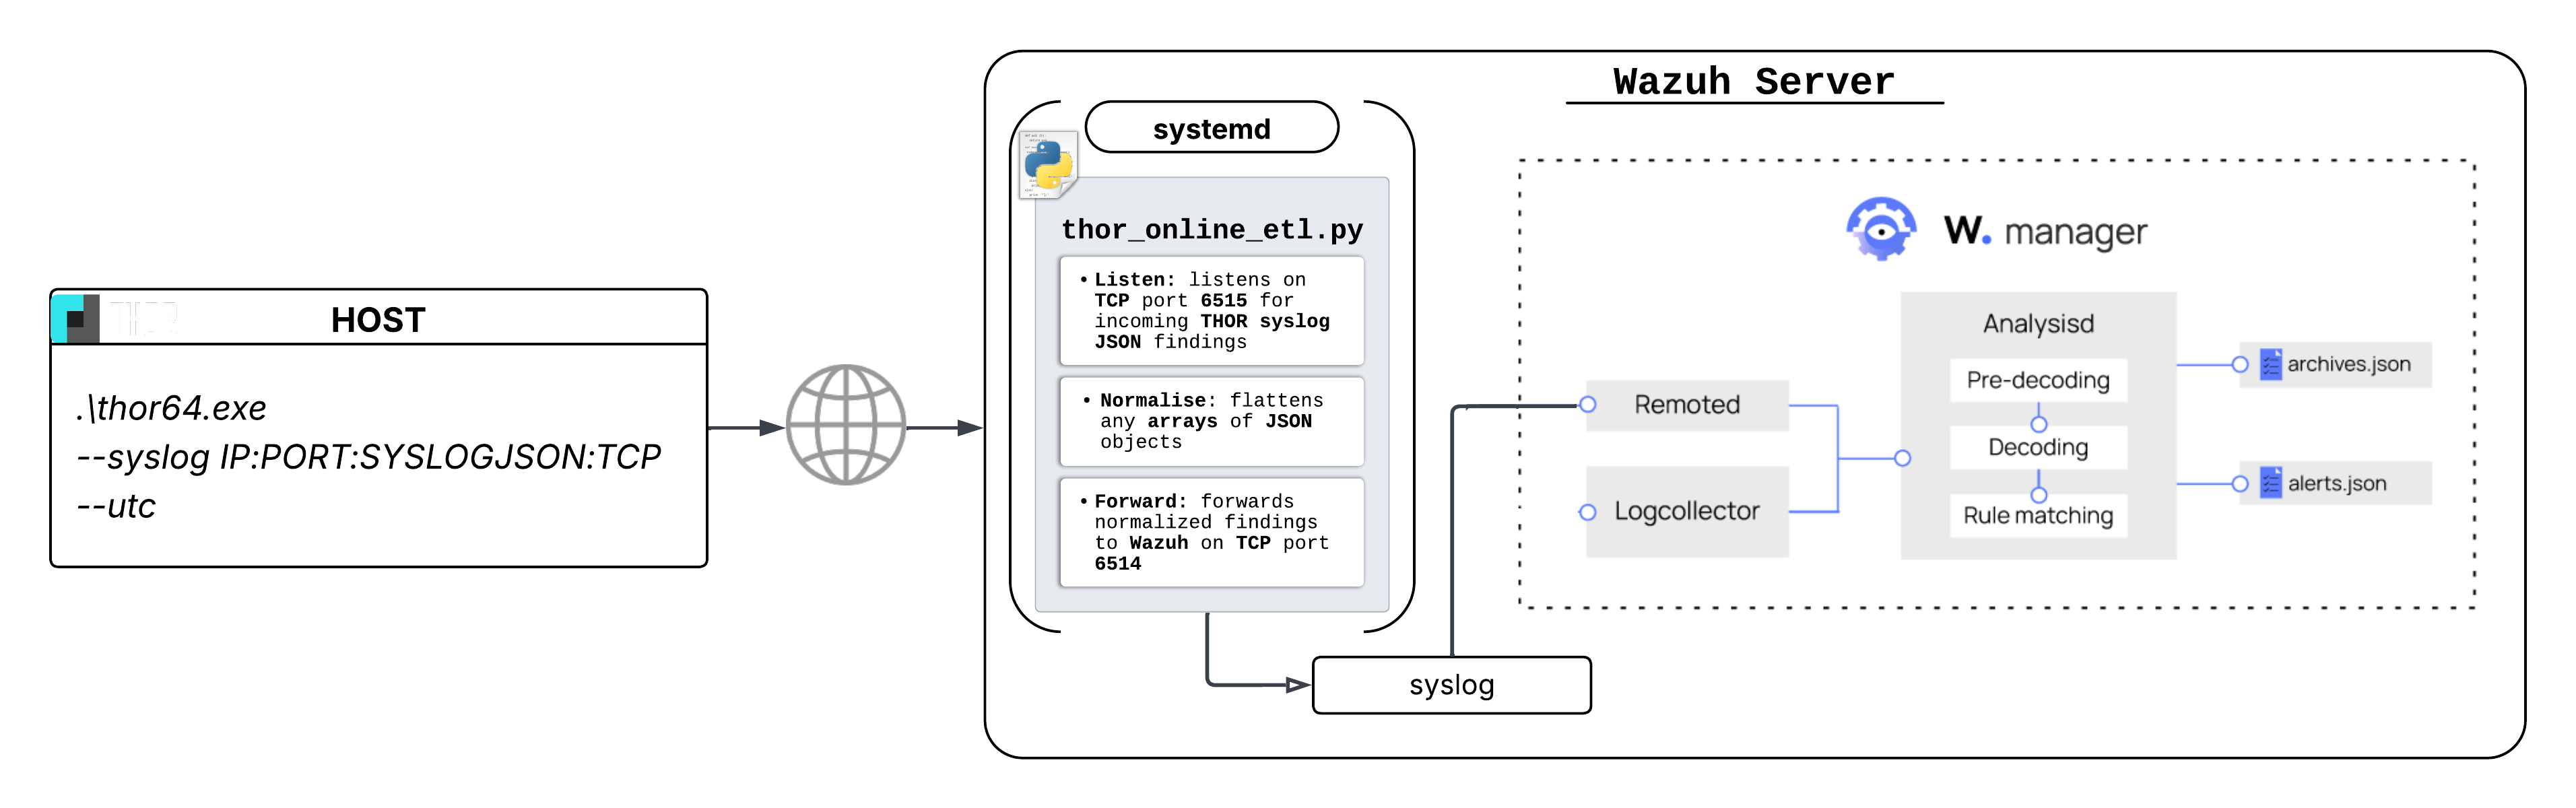 Wazuh Server
systemd
thor_online_etl.py
• Listen: listens on
TCP port 6515 for
incoming THOR syslog
JSON findings
• Normalise: flattens
any arrays of JSON
objects
• Forward: forwards
normalized findings
to Wazuh on TCP port
6514
THOR
HOST
.\thor64.exe
--syslog IP:PORT:SYSLOGJSON:TCP
--utc
syslog
W. manager
Remoted
Logcollector
Analysisd
Pre-decoding
Decoding
Rule matching
archives.json
alerts.json